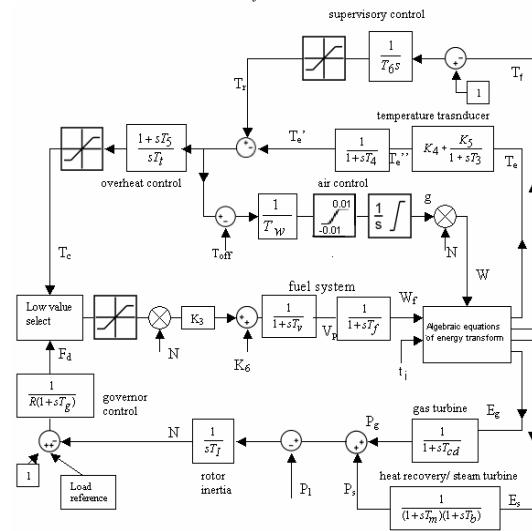 supervisory control
1
T6s
1
Tf
Tr
temperature trasnducer
1 + sT5
sTt
Te'
1
1+sT4
Te''
K4 + K5
1 + sT3
Te
overheat control
air control
g
1
Tw
0.01
-0.01
1
s
Toff
N
Tc
W
fuel system
Low value
select
K3
1
1+sTv
Vp
1
1+sTf
Wf
Algebraic equations
of energy transform
Fd
N
K6
ti
1
R(1+sTg)
governor
control
gas turbine
Eg
N
1
sTI
Pg
1
1+sTcd
rotor
inertia
heat recovery/ steam turbine
1
Load
reference
Pl
Ps
1
(1+sTm)(1+sTb)
Es